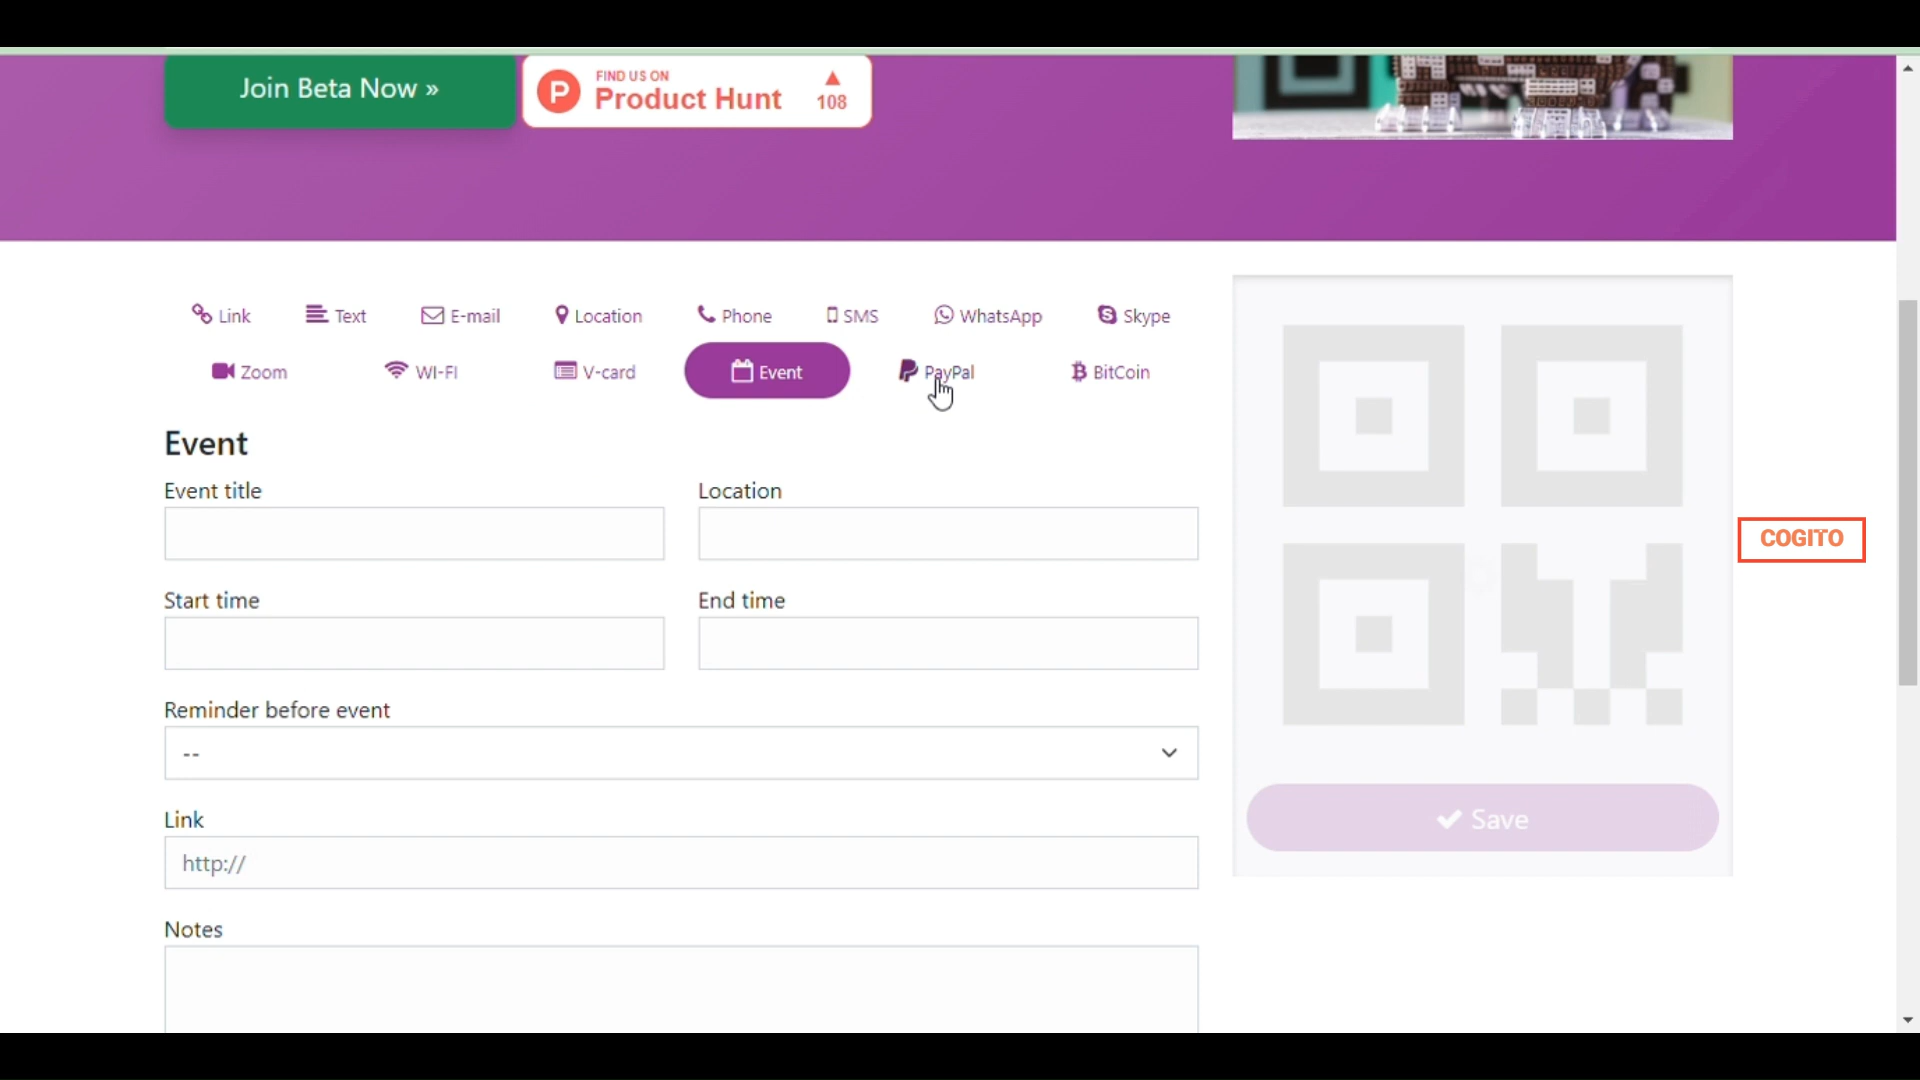 Join Beta Now »
FIND US ON
Product Hunt
108
Link Text E-mail Location Phone SMS WhatsApp Skype
Zoom WI-FI V-card Event PayPal BitCoin
Event
Event title Location
Start time End time
Reminder before event
--
Link
http://
Notes
Save
COGITO